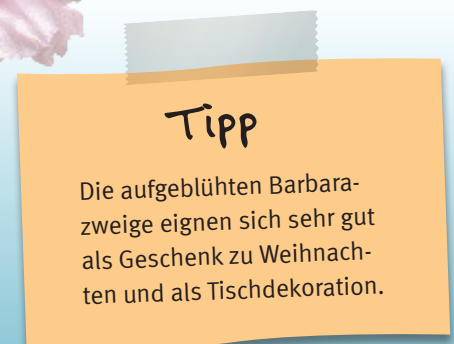 Tipp
Die aufgeblühten Barbara-
zweige eignen sich sehr gut
als Geschenk zu Weihnach-
ten und als Tischdekoration.